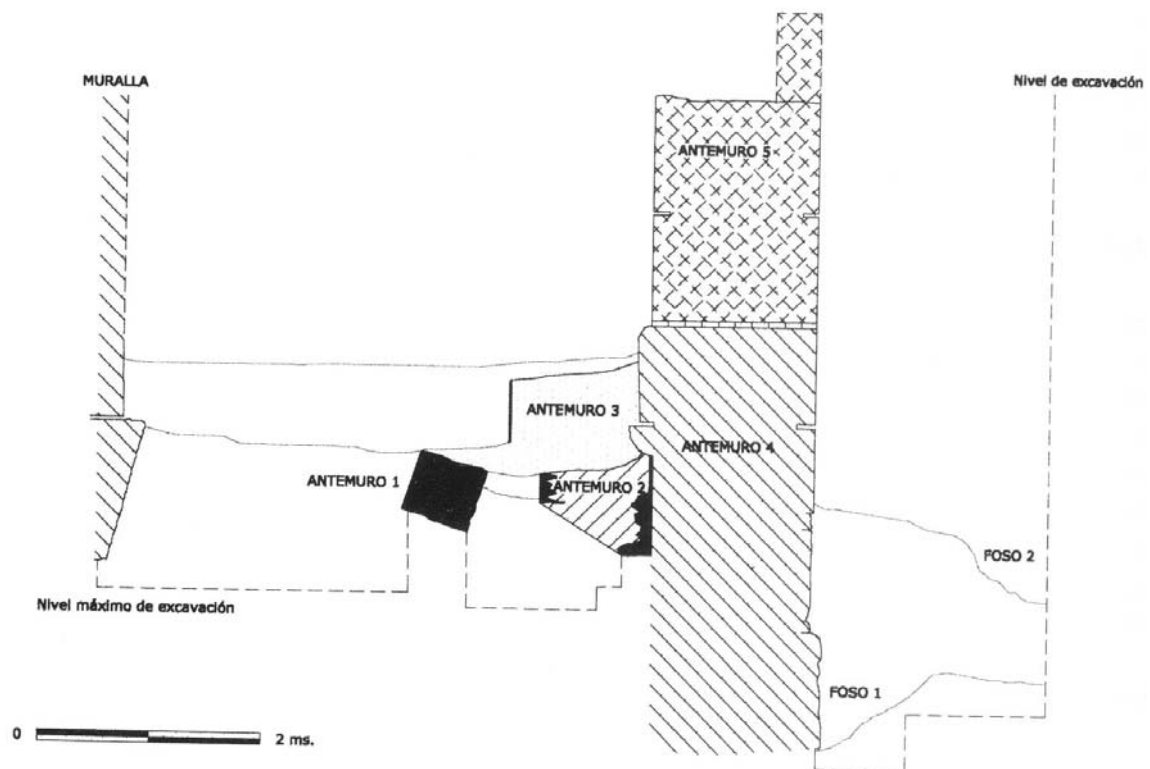 MURALLA
Nivel de excavación
ANTEMURO 5
ANTEMURO 3
ANTEMURO 4
ANTEMURO 1
ANTEMURO 2
FOSO 2
Nivel máximo de excavación
FOSO 1
0
2 ms.